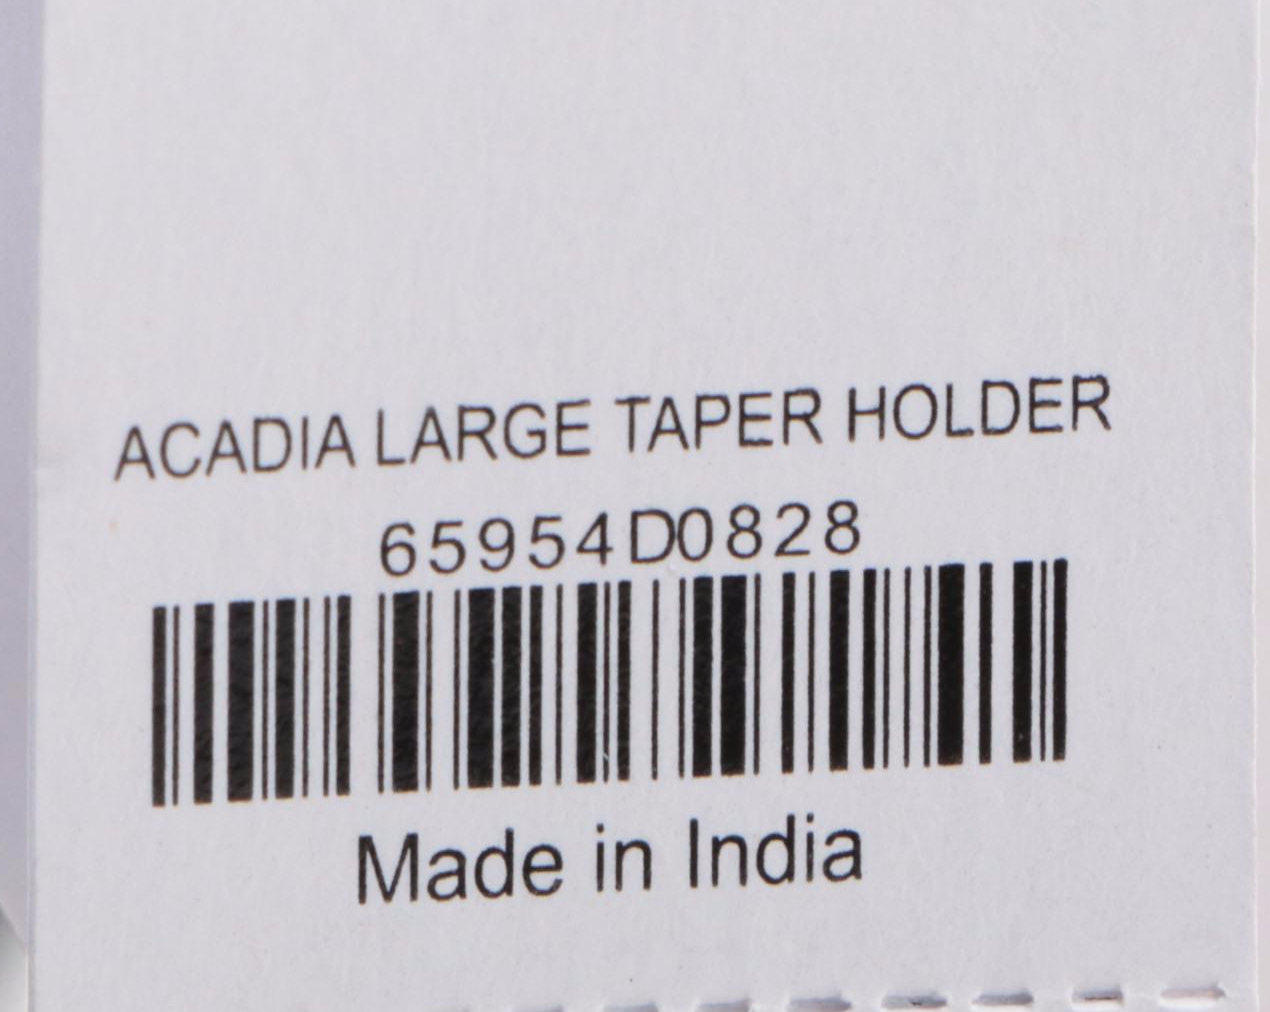 ACADIA LARGE TAPER HOLDER
65954D0828
Made in India